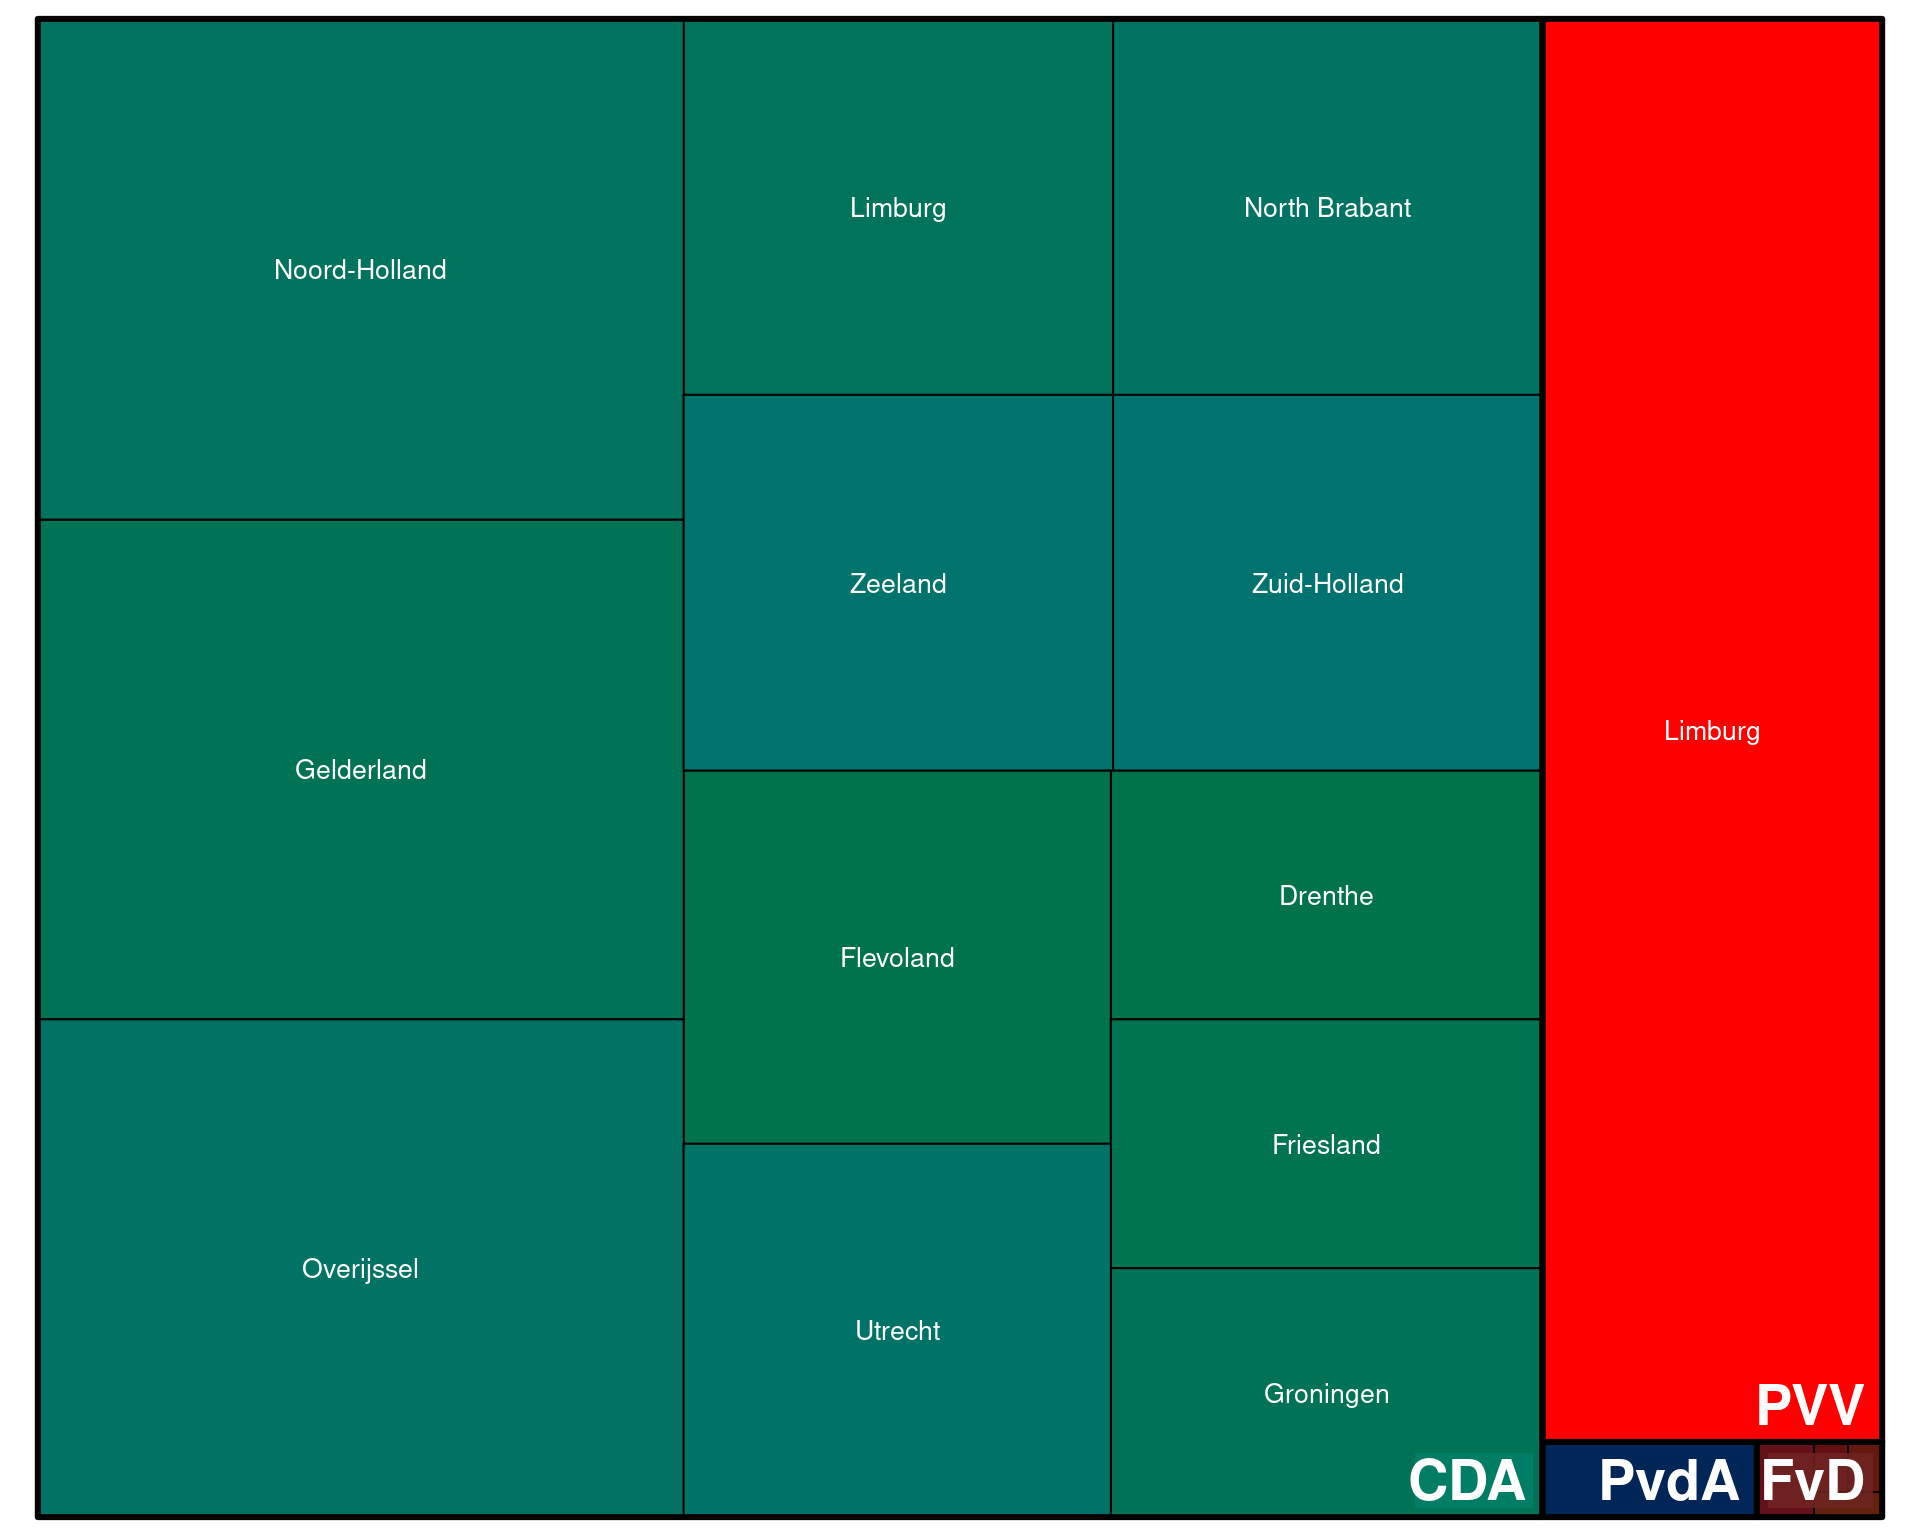 Noord-Holland
Limburg
North Brabant
Zeeland
Zuid-Holland
Limburg
Gelderland
Drenthe
Flevoland
Friesland
Overijssel
Utrecht
Groningen
PVV
CDA
PvdA
FvD